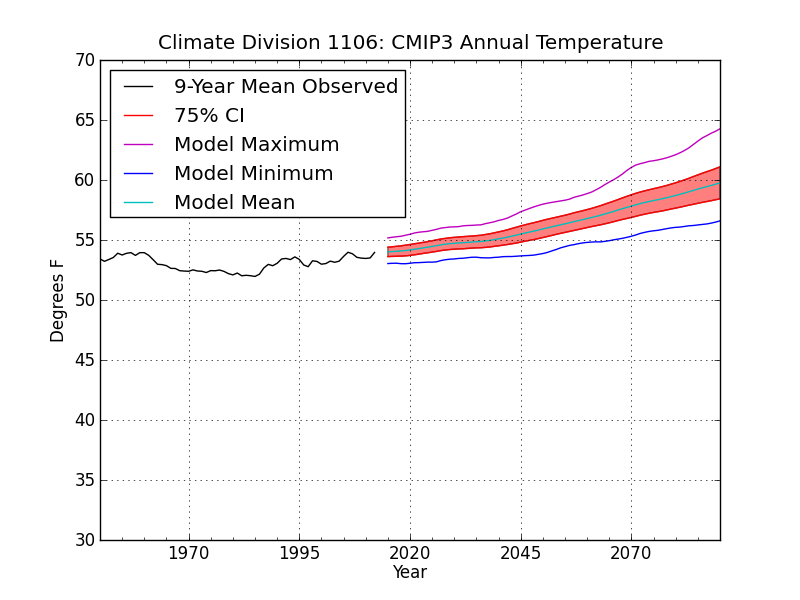 Climate Division 1106: CMIP3 Annual Temperature
70
65
60
55
50
45
40
35
30
Degrees F
9-Year Mean Observed
75% CI
Model Maximum
Model Minimum
Model Mean
1970
1995
2020
2045
2070
Year